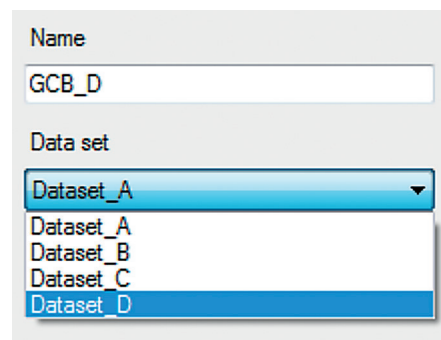 Name
GCB_D
Data set
Dataset_A
Dataset_A
Dataset_B
Dataset_C
Dataset_D